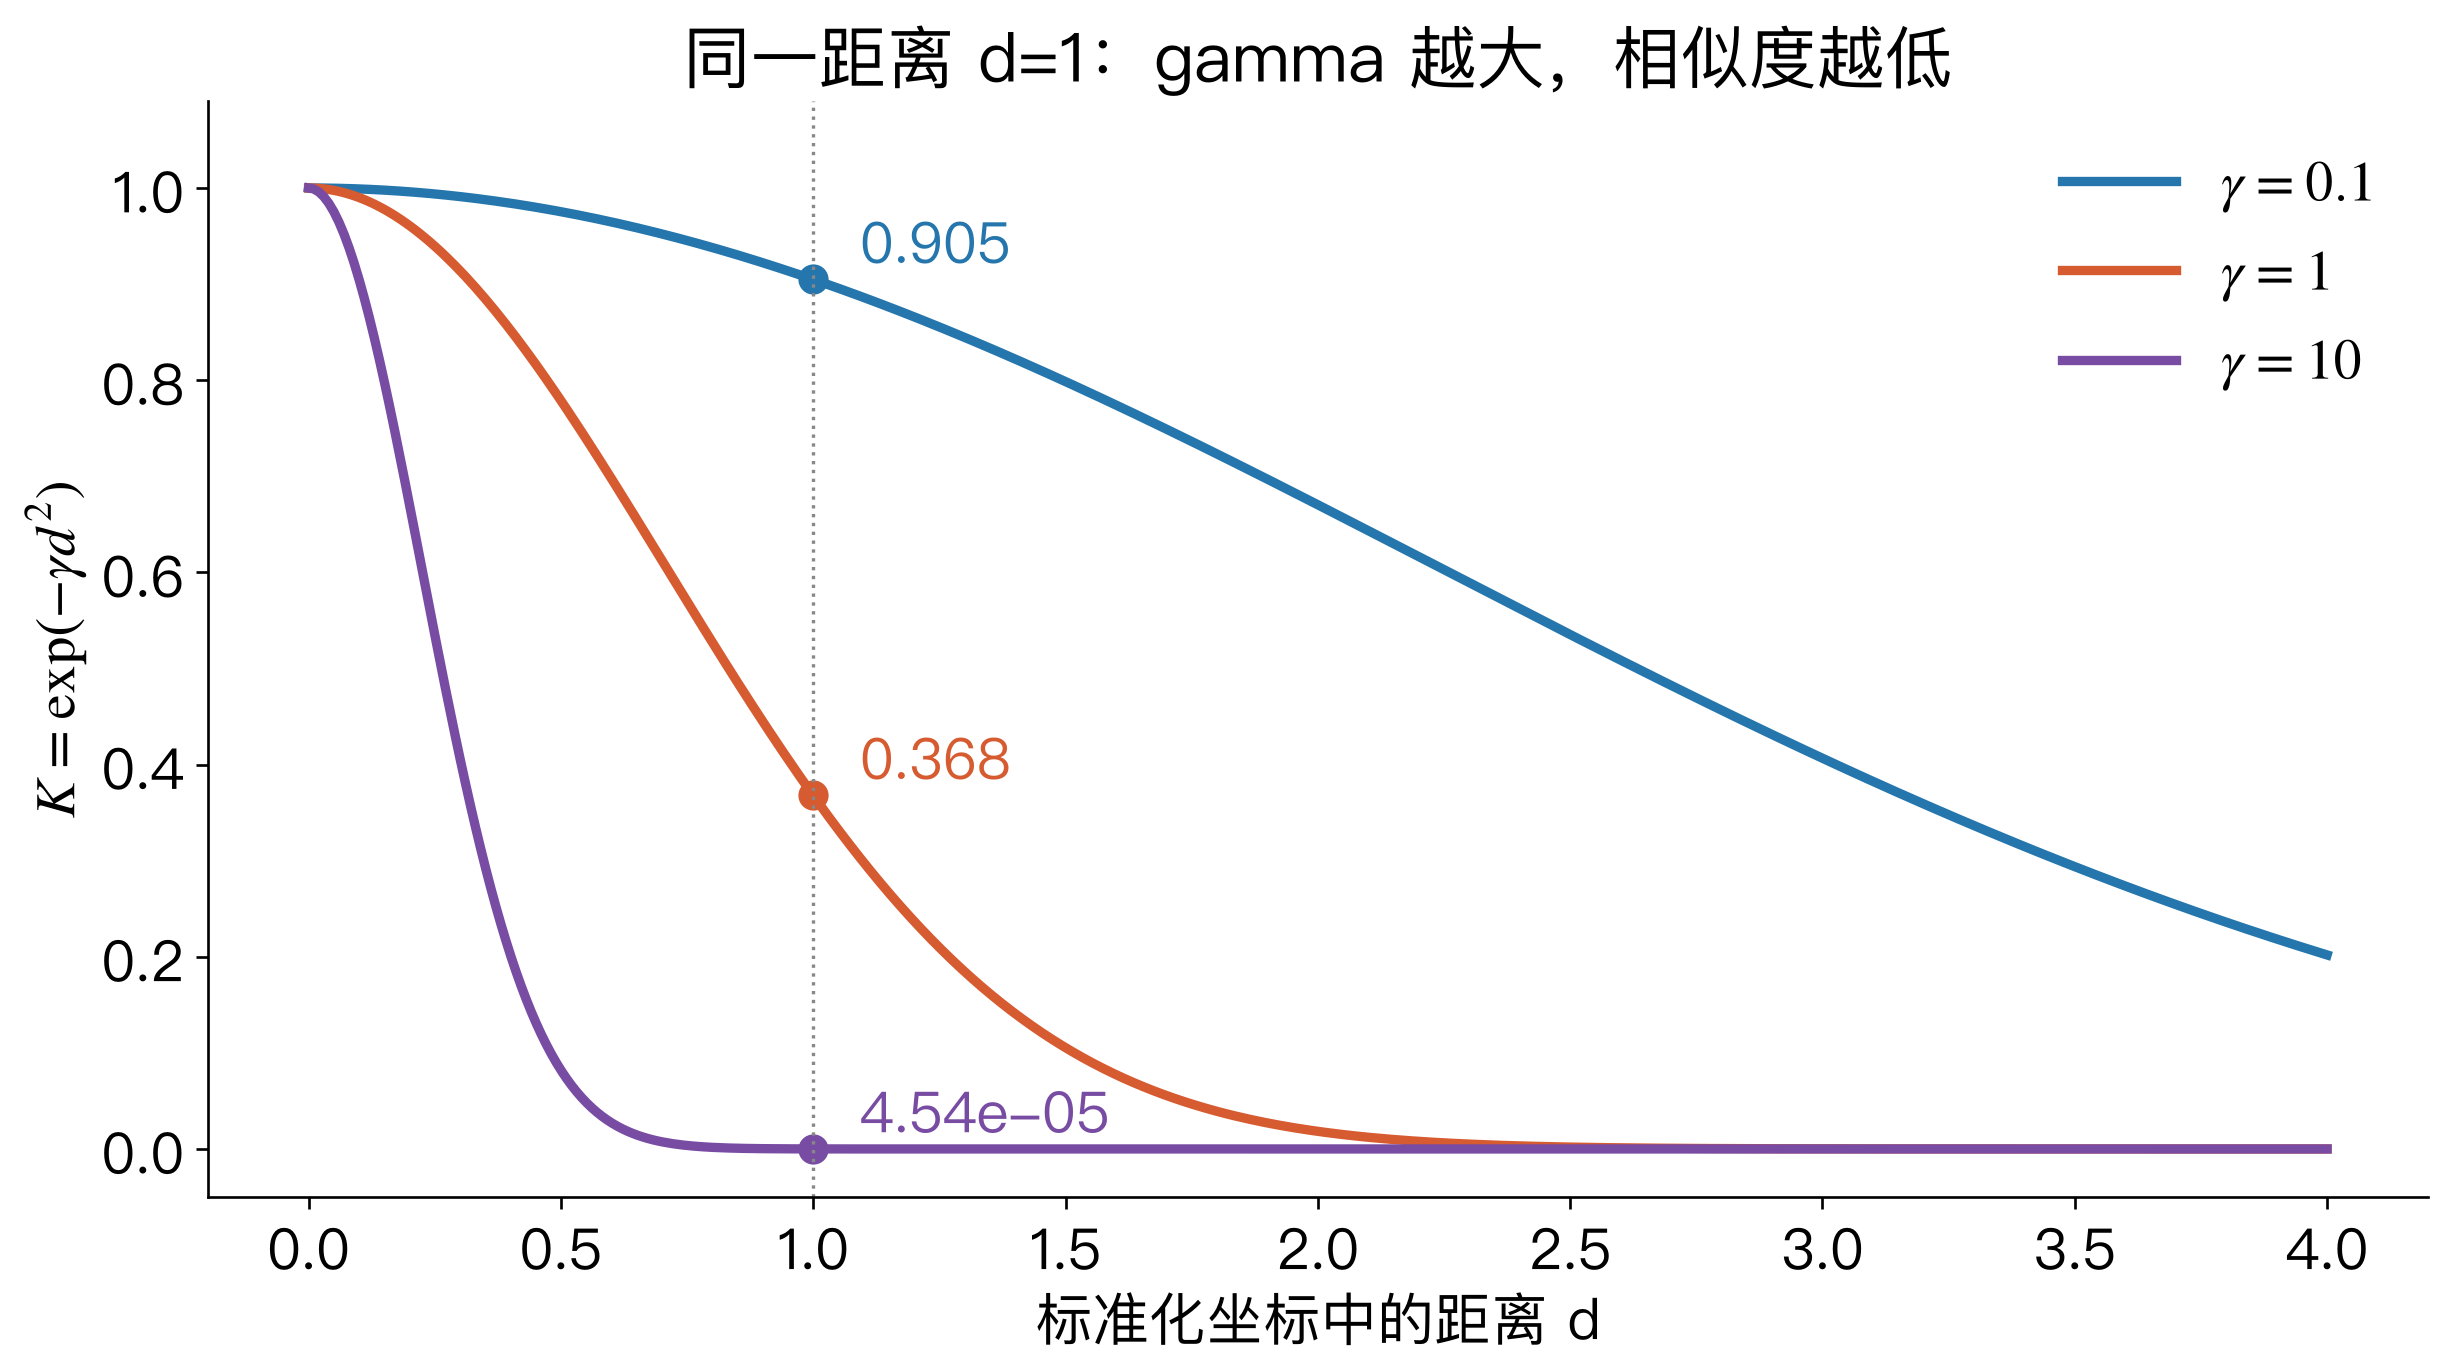 同一距离 d=1：gamma 越大，相似度越低
γ = 0.1
γ = 1
γ = 10
0.905
0.368
4.54e−05
K = exp(−γd²)
1.0
0.8
0.6
0.4
0.2
0.0
0.0 0.5 1.0 1.5 2.0 2.5 3.0 3.5 4.0
标准化坐标中的距离 d